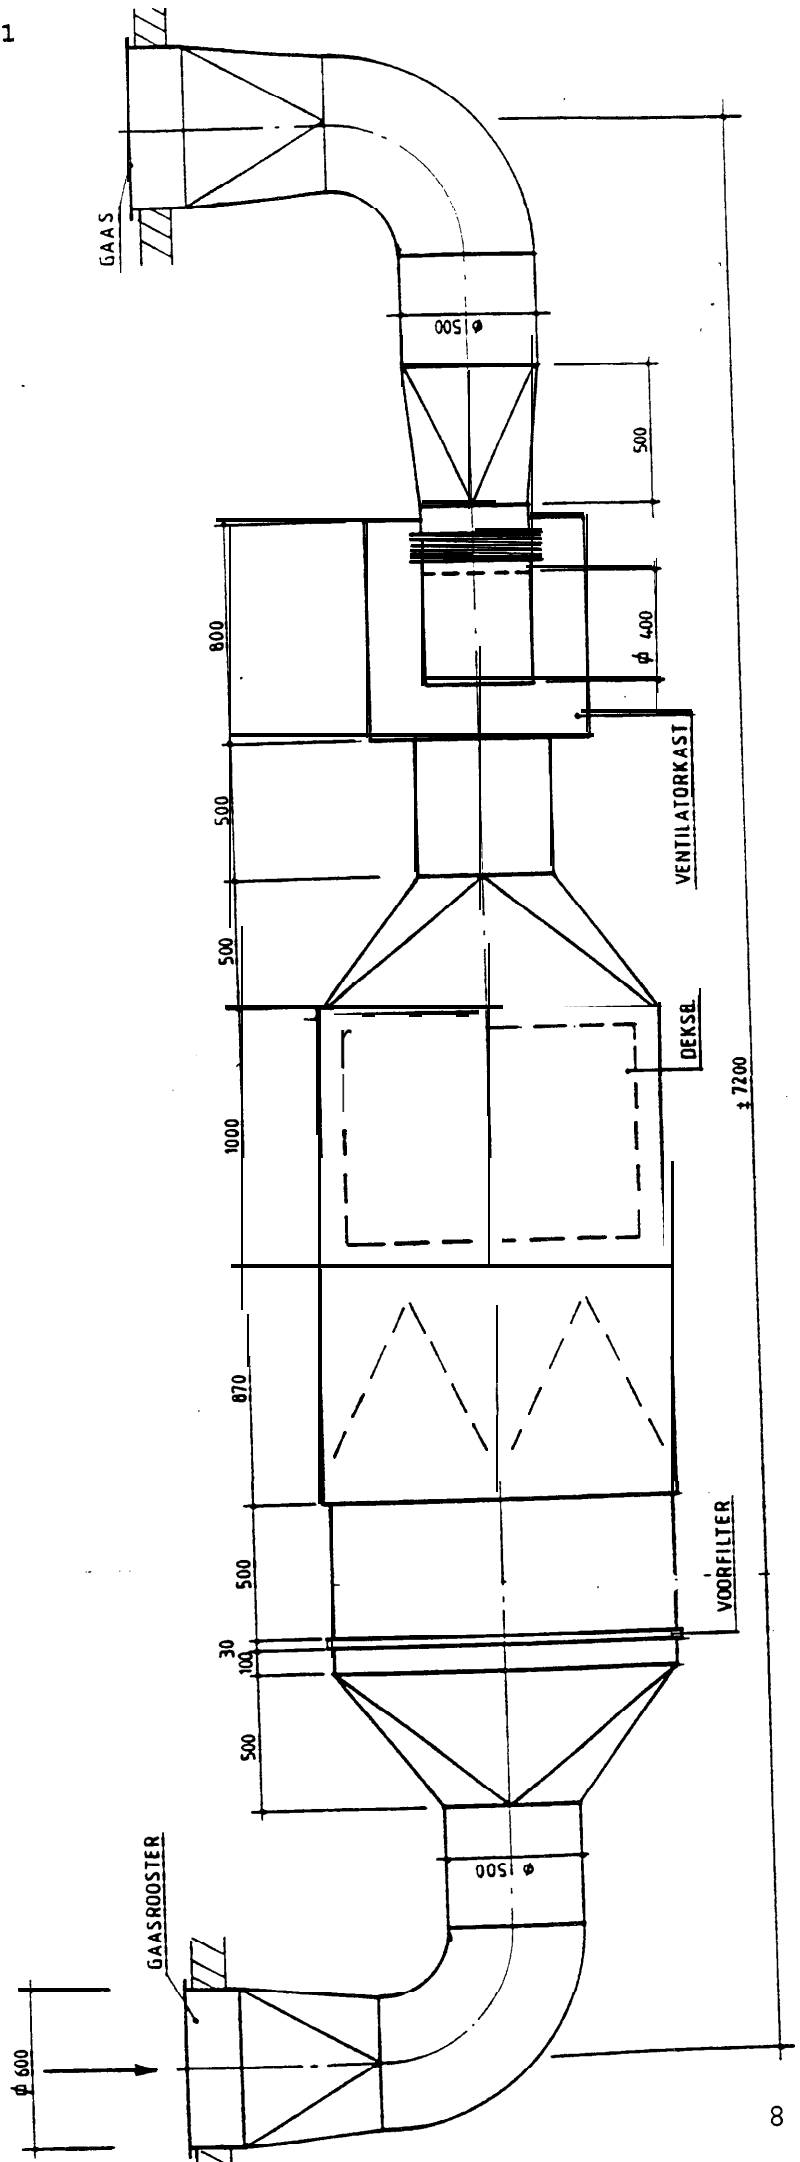 1
GAAS
ø 500
500
800
⌀ 400
500
VENTILATORKAST
500
DEKSEL
1000
± 7200
870
500
VOORFILTER
30
100
500
GAASROOSTER
ø 500
⌀ 600
8